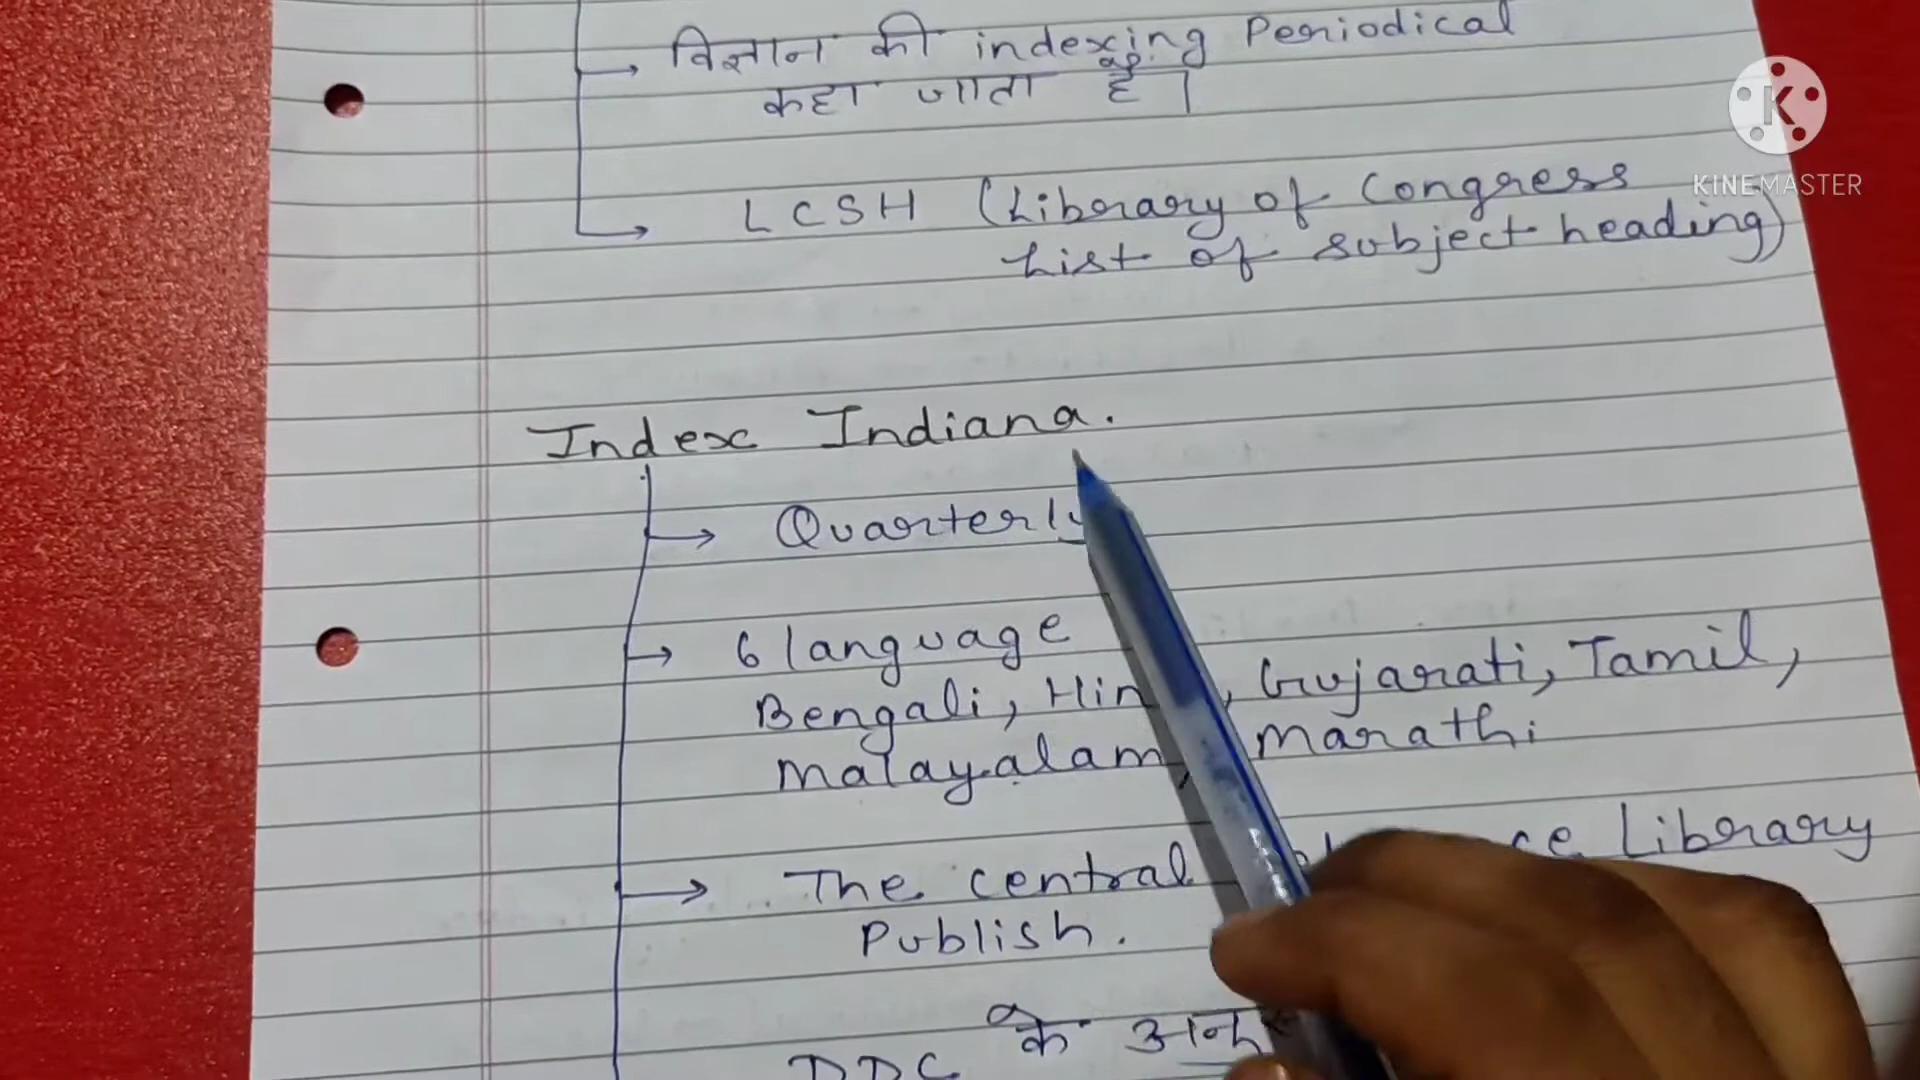 विज्ञान की indexing Periodical
कहा जाता है।
LCSH (Library of Congress
List of subject heading)
Index Indiana.
Quarterly
6 language
Bengali, Hin , Gujarati, Tamil,
Malayalam, Marathi
The central Library
Publish.
DDC के
K
KINEMASTER